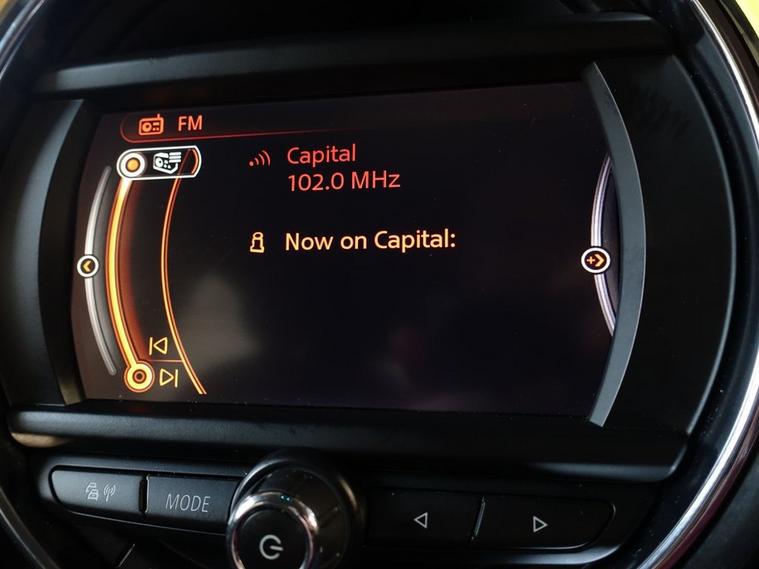 FM
Capital
102.0 MHz
Now on Capital:
MODE